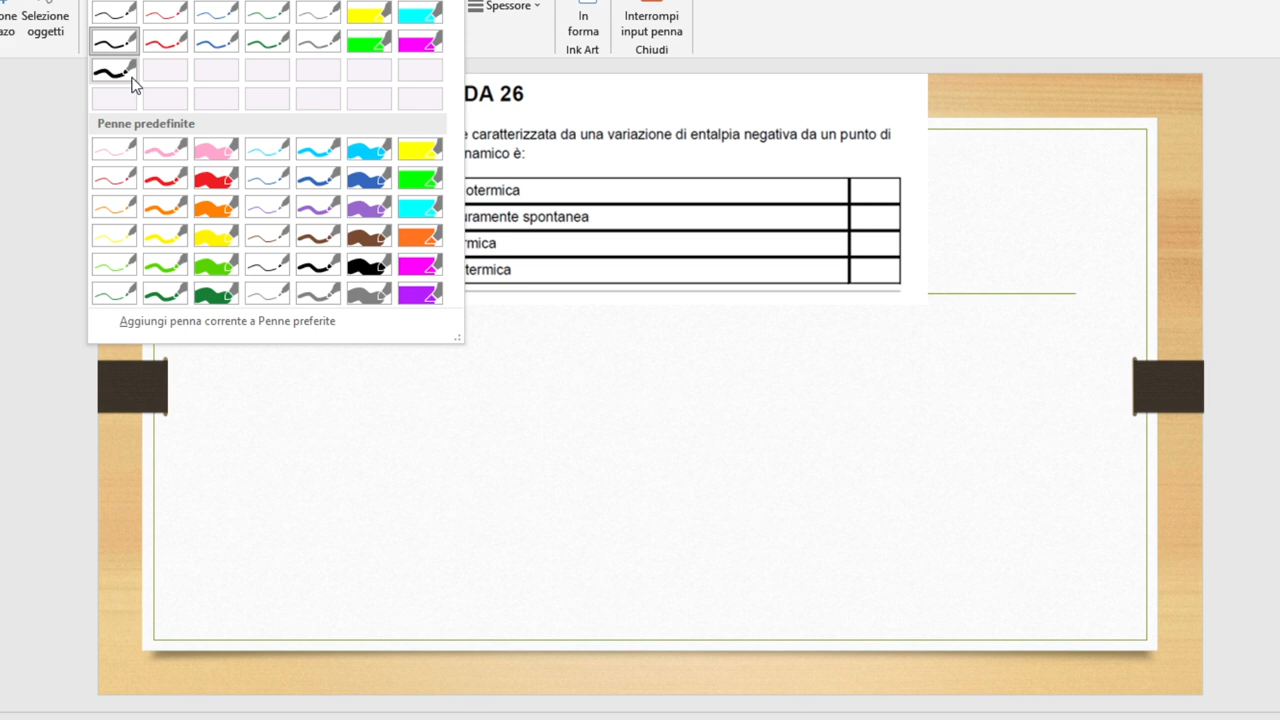 one Selezione
azo oggetti
Spessore
In
forma
Ink Art
Interrompi
input penna
Chiudi
Penne predefinite
Aggiungi penna corrente a Penne preferite
DA 26
e caratterizzata da una variazione di entalpia negativa da un punto di
namico è:
otermica
uramente spontanea
rmica
termica